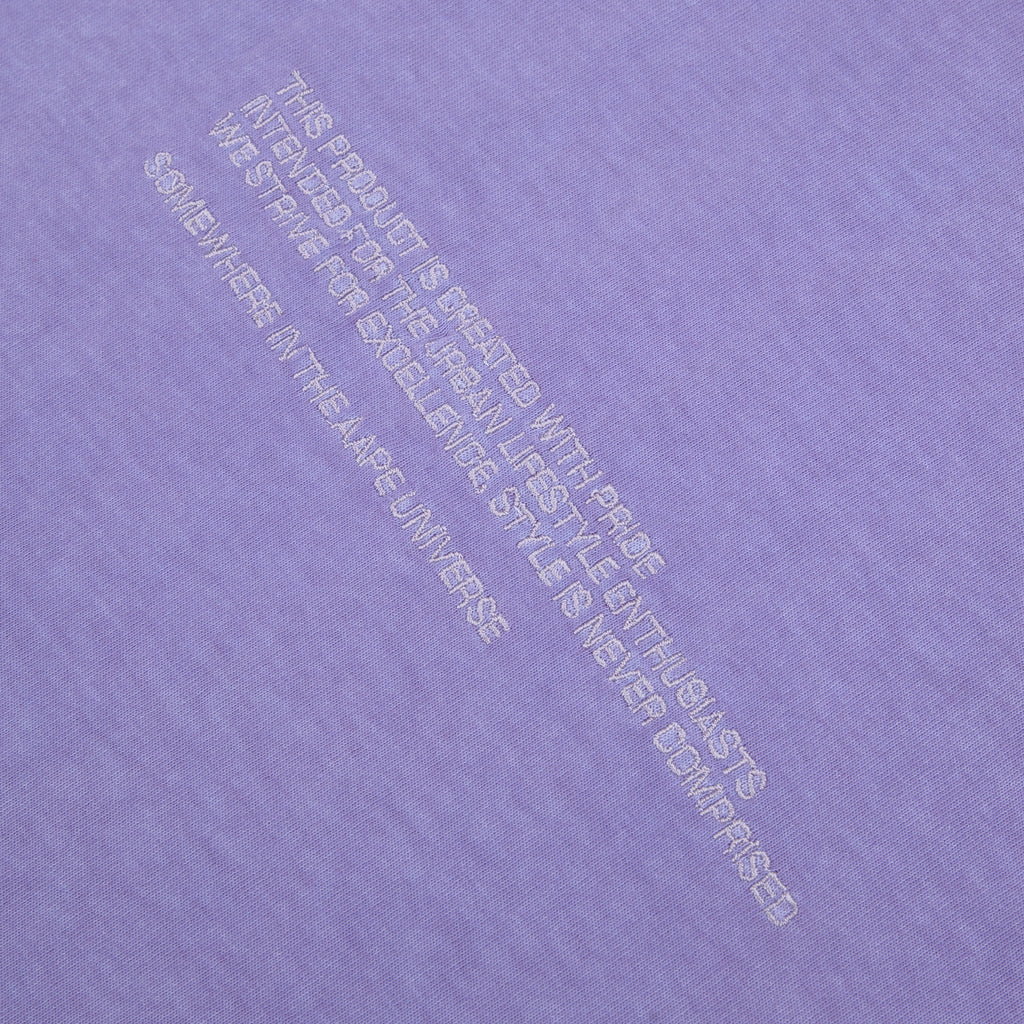 THIS PRODUCT IS CREATED WITH PRIDE
INTENDED FOR THE URBAN LIFESTYLE ENTHUSIASTS
WE STRIVE FOR EXCELLENCE, STYLE IS NEVER COMPRISED
SOMEWHERE IN THE AAPE UNIVERSE